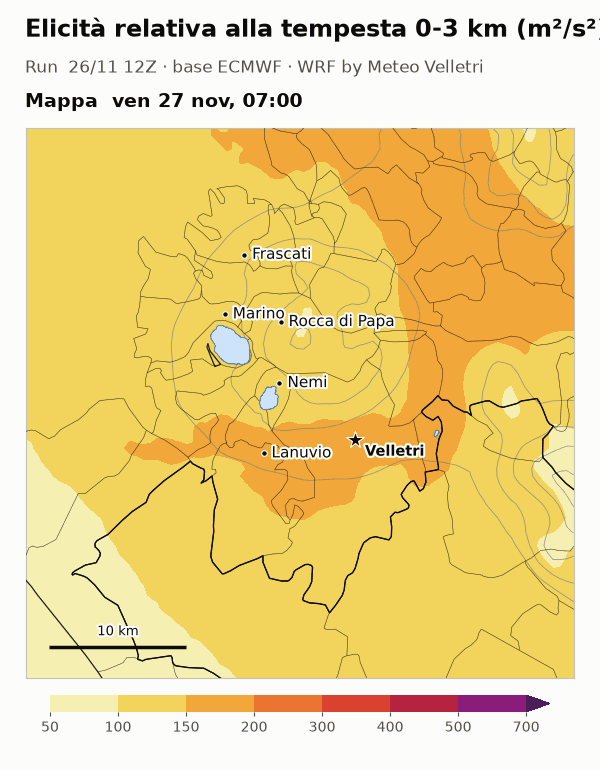 Elicità relativa alla tempesta 0-3 km (m²/s²)
Run 26/11 12Z · base ECMWF · WRF by Meteo Velletri
Mappa ven 27 nov, 07:00
Frascati
Marino
Rocca di Papa
Nemi
Velletri
Lanuvio
10 km
50 100 150 200 300 400 500 700